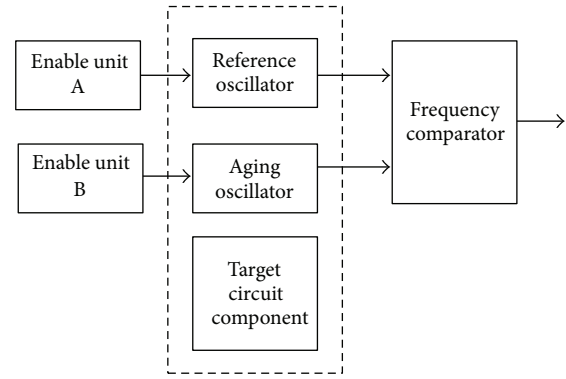 Enable unit
A
Reference
oscillator
Frequency
comparator
Enable unit
B
Aging
oscillator
Target
circuit
component